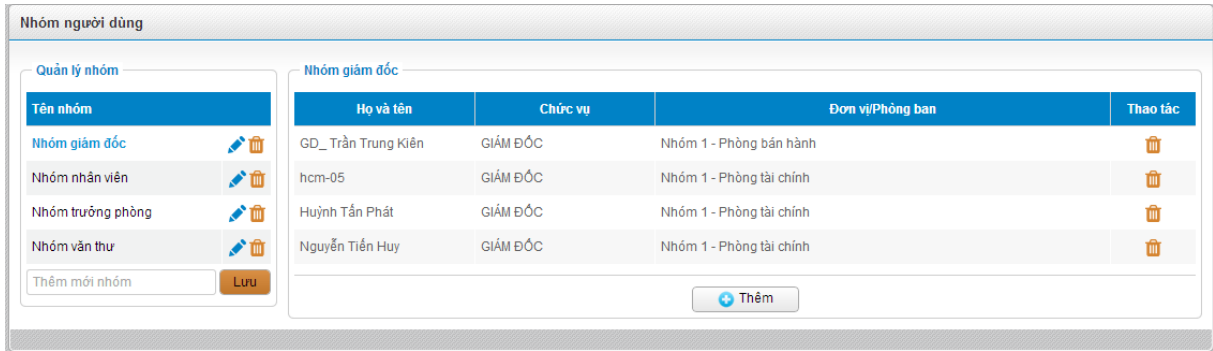 Nhóm người dùng
Quản lý nhóm
Tên nhóm
Nhóm giám đốc
Nhóm nhân viên
Nhóm trưởng phòng
Nhóm văn thư
Thêm mới nhóm Lưu
Nhóm giám đốc
Họ và tên Chức vụ Đơn vị/Phòng ban Thao tác
GD_ Trần Trung Kiên GIÁM ĐỐC Nhóm 1 - Phòng bán hành
hcm-05 GIÁM ĐỐC Nhóm 1 - Phòng tài chính
Huỳnh Tấn Phát GIÁM ĐỐC Nhóm 1 - Phòng tài chính
Nguyễn Tiến Huy GIÁM ĐỐC Nhóm 1 - Phòng tài chính
Thêm